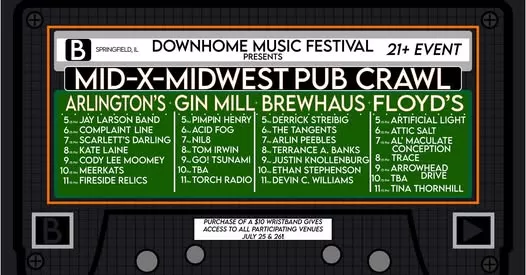 B SPRINGFIELD, IL DOWNHOME MUSIC FESTIVAL 21+ EVENT
PRESENTS
MID-X-MIDWEST PUB CRAWL
ARLINGTON'S GIN MILL BREWHAUS FLOYD'S
5 JAY LARSON BAND
6 COMPLAINT LINE
7 SCARLETT'S DARLING
8 KATE LAINE
9 CODY LEE MOOMEY
10 MEERKATS
11 FIRESIDE RELICS
5 PIMPIN HENRY
6 ACID FOG
7 NIL8
8 TOM IRWIN
9 GO! TSUNAMI
10 TBA
11 TORCH RADIO
5 DERRICK STREIBIG
6 THE TANGENTS
7 ARLIN PEEBLES
8 TERRANCE A. BANKS
9 JUSTIN KNOLLENBURG
10 ETHAN STEPHENSON
11 DEVIN C. WILLIAMS
5 ARTIFICIAL LIGHT
6 ATTIC SALT
7 AL' MACULATE
CONCEPTION
8 TRACE
9 ARROWHEAD
DRIVE
10 TBA
11 TINA THORNHILL
B
PURCHASE OF A $10 WRISTBAND GIVES
ACCESS TO ALL PARTICIPATING VENUES
JULY 25 & 26!